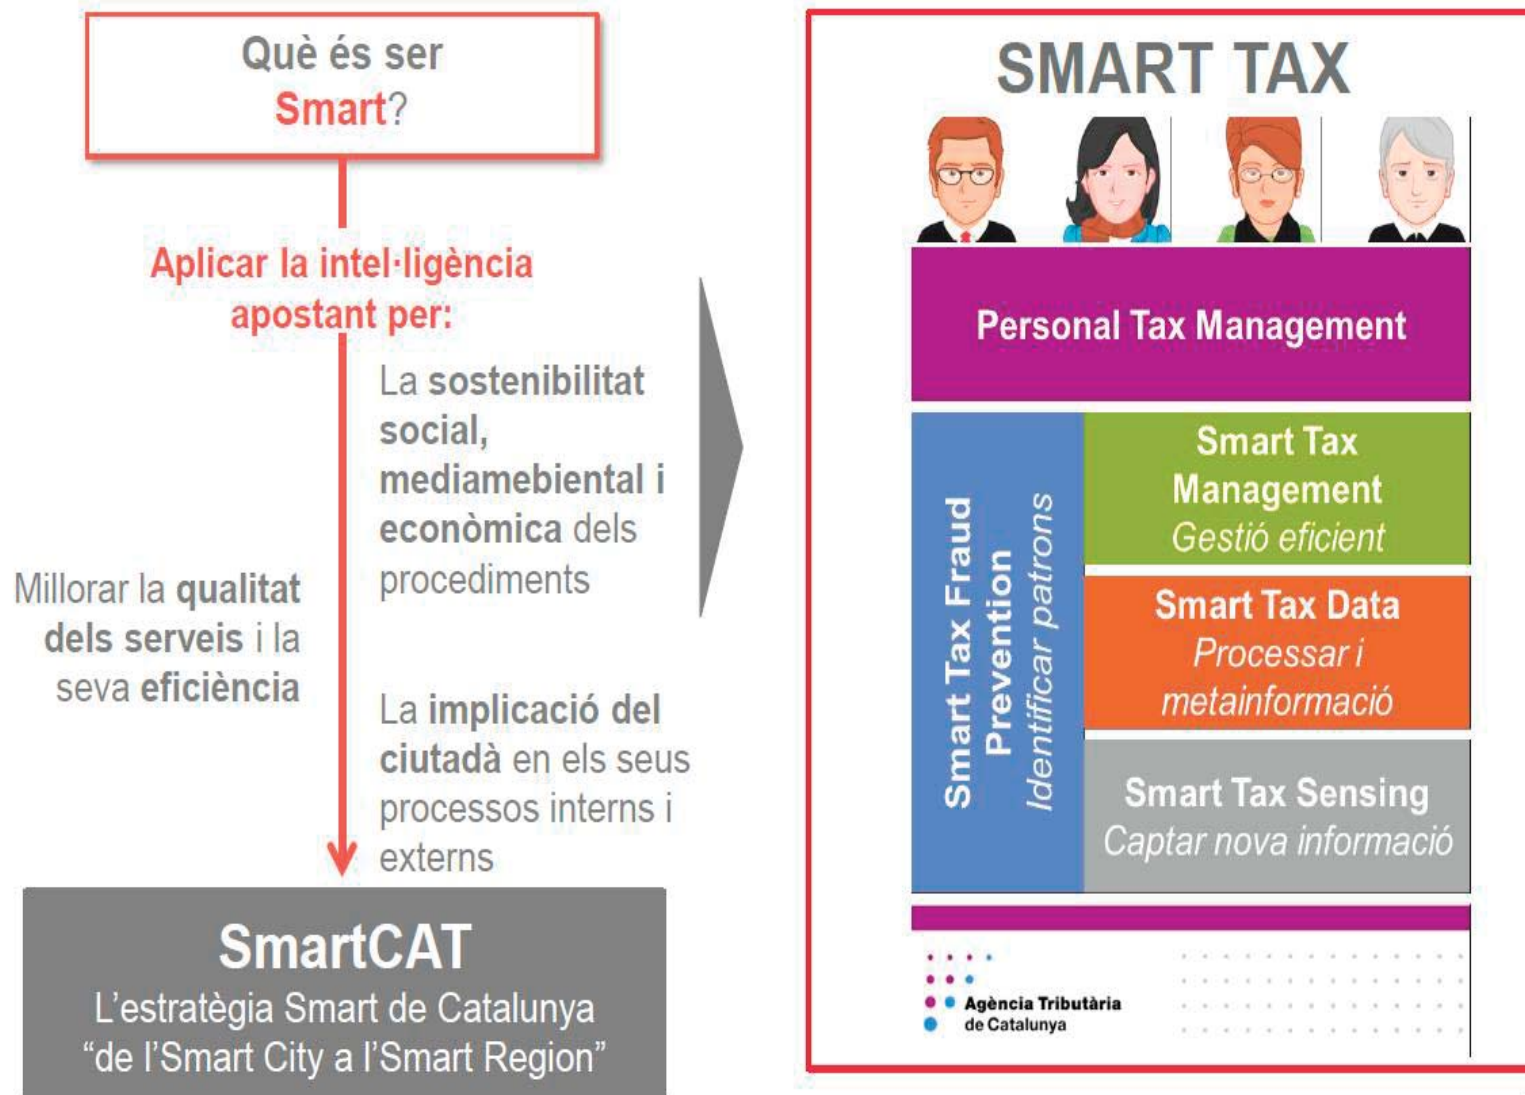 Què és ser
Smart?
Aplicar la intel·ligència
apostant per:
La sostenibilitat
social,
mediamebiental i
econòmica dels
procediments
Millorar la qualitat
dels serveis i la
seva eficiència
La implicació del
ciutadà en els seus
processos interns i
externs
SmartCAT
L'estratègia Smart de Catalunya
“de l'Smart City a l'Smart Region”
SMART TAX
Personal Tax Management
Smart Tax Fraud
Prevention
Identificar patrons
Smart Tax
Management
Gestió eficient
Smart Tax Data
Processar i
metainformació
Smart Tax Sensing
Captar nova informació
Agència Tributària
de Catalunya